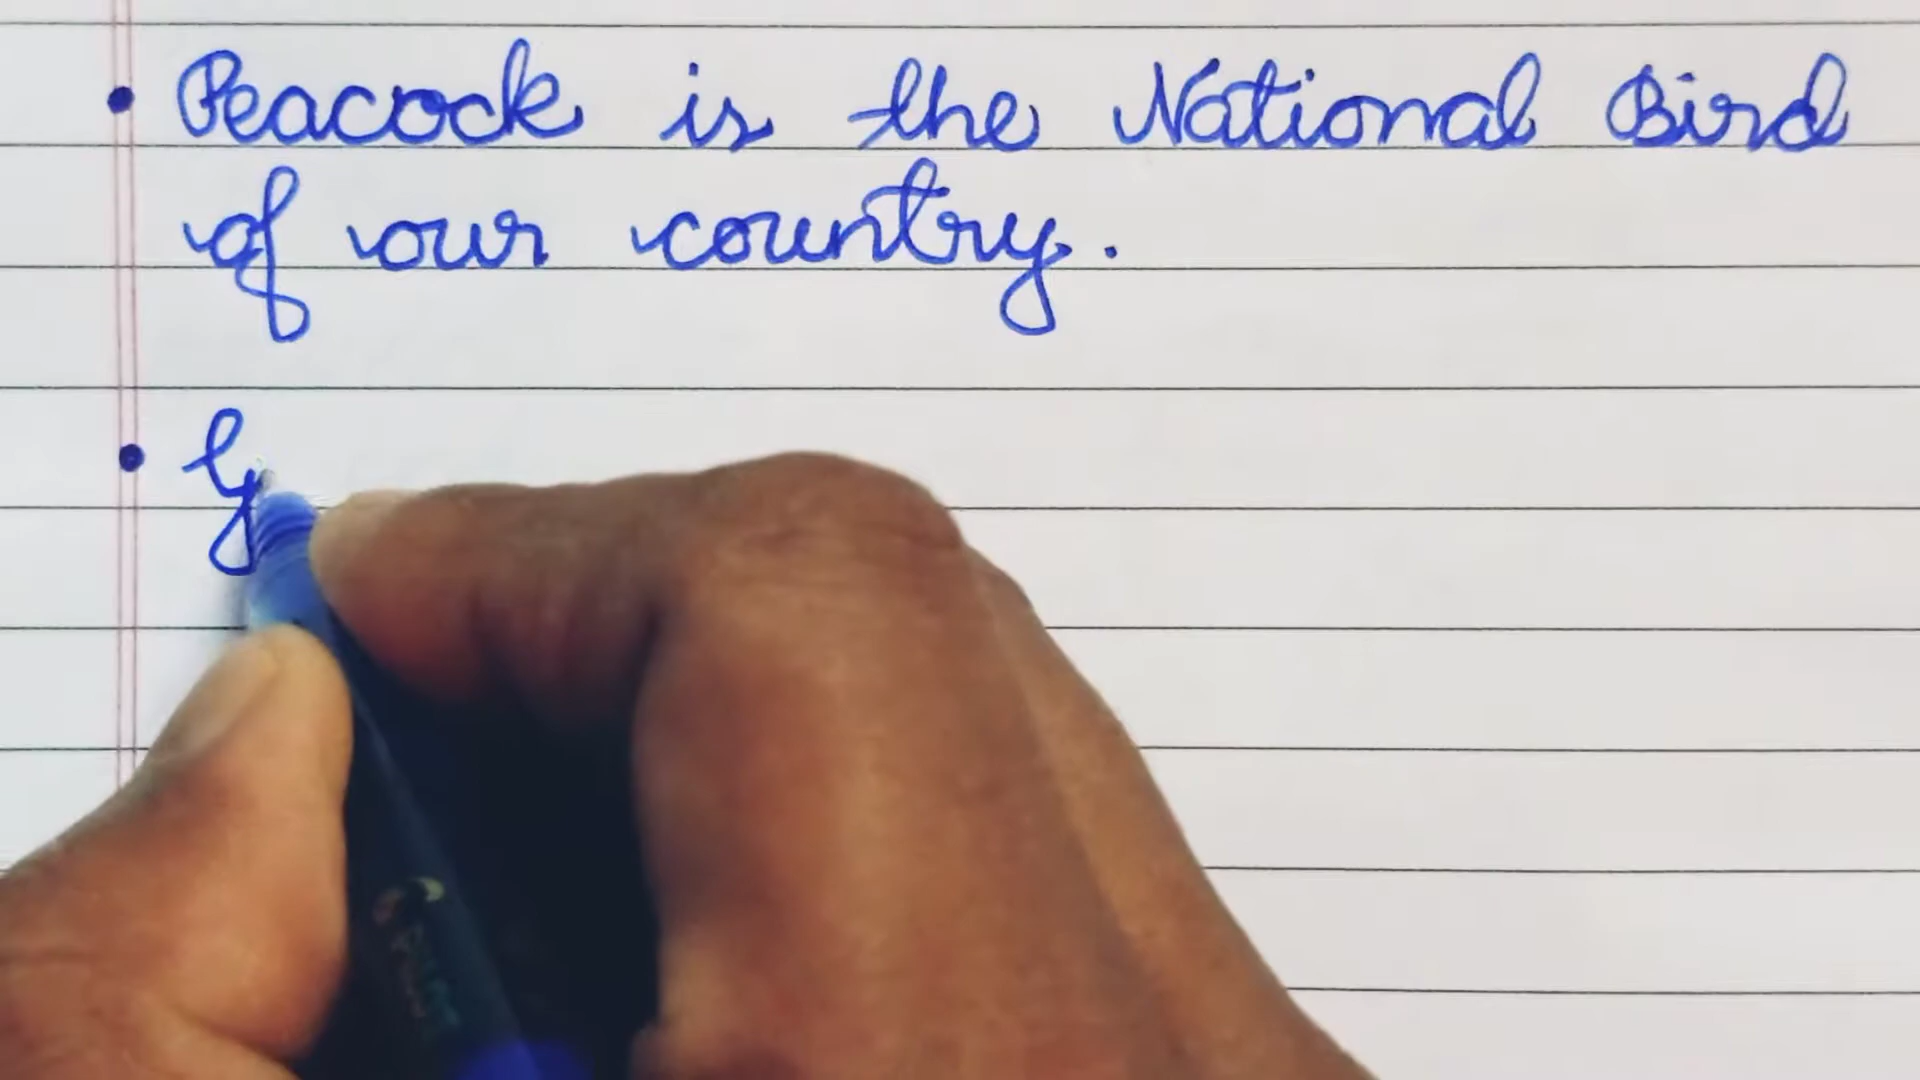 • Peacock is the National Bird
of our country.
• G